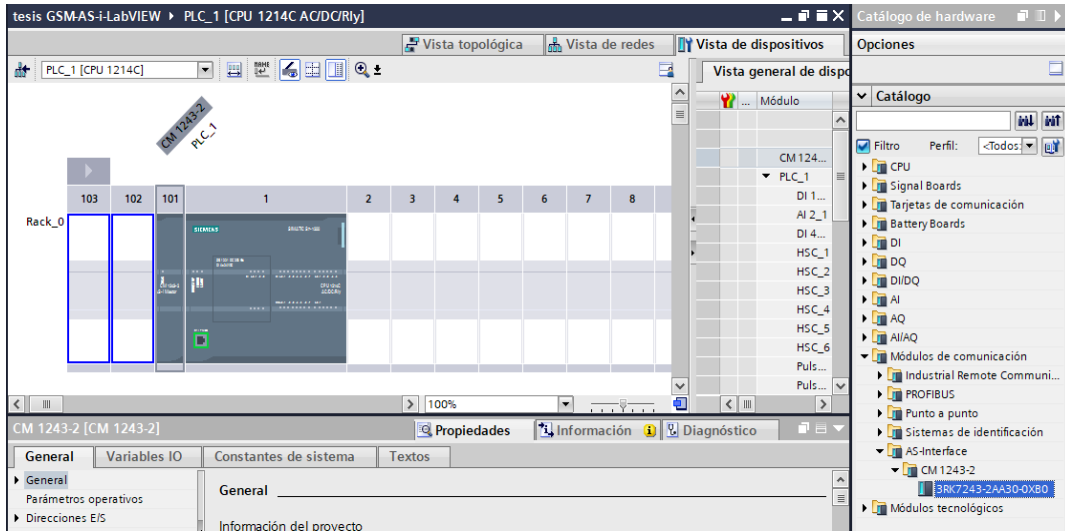 tesis GSM-AS-i-LabVIEW ▸ PLC_1 [CPU 1214C AC/DC/Rly]
Vista topológica
Vista de redes
Vista de dispositivos
PLC_1 [CPU 1214C]
CM 1243-2
PLC_1
103 102 101 1 2 3 4 5 6 7 8
Rack_0
SIEMENS
100%
Vista general de dispo
... Módulo
CM 124...
PLC_1
DI 1...
AI 2_1
DI 4...
HSC_1
HSC_2
HSC_3
HSC_4
HSC_5
HSC_6
Puls...
Puls...
CM 1243-2 [CM 1243-2]
Propiedades
Información
Diagnóstico
General
Variables IO
Constantes de sistema
Textos
General
Parámetros operativos
Direcciones E/S
General
Información del proyecto
Catálogo de hardware
Opciones
Catálogo
Filtro Perfil: <Todos>
CPU
Signal Boards
Tarjetas de comunicación
Battery Boards
DI
DQ
DI/DQ
AI
AQ
AI/AQ
Módulos de comunicación
Industrial Remote Communi...
PROFIBUS
Punto a punto
Sistemas de identificación
AS-Interface
CM 1243-2
3RK7243-2AA30-0XB0
Módulos tecnológicos